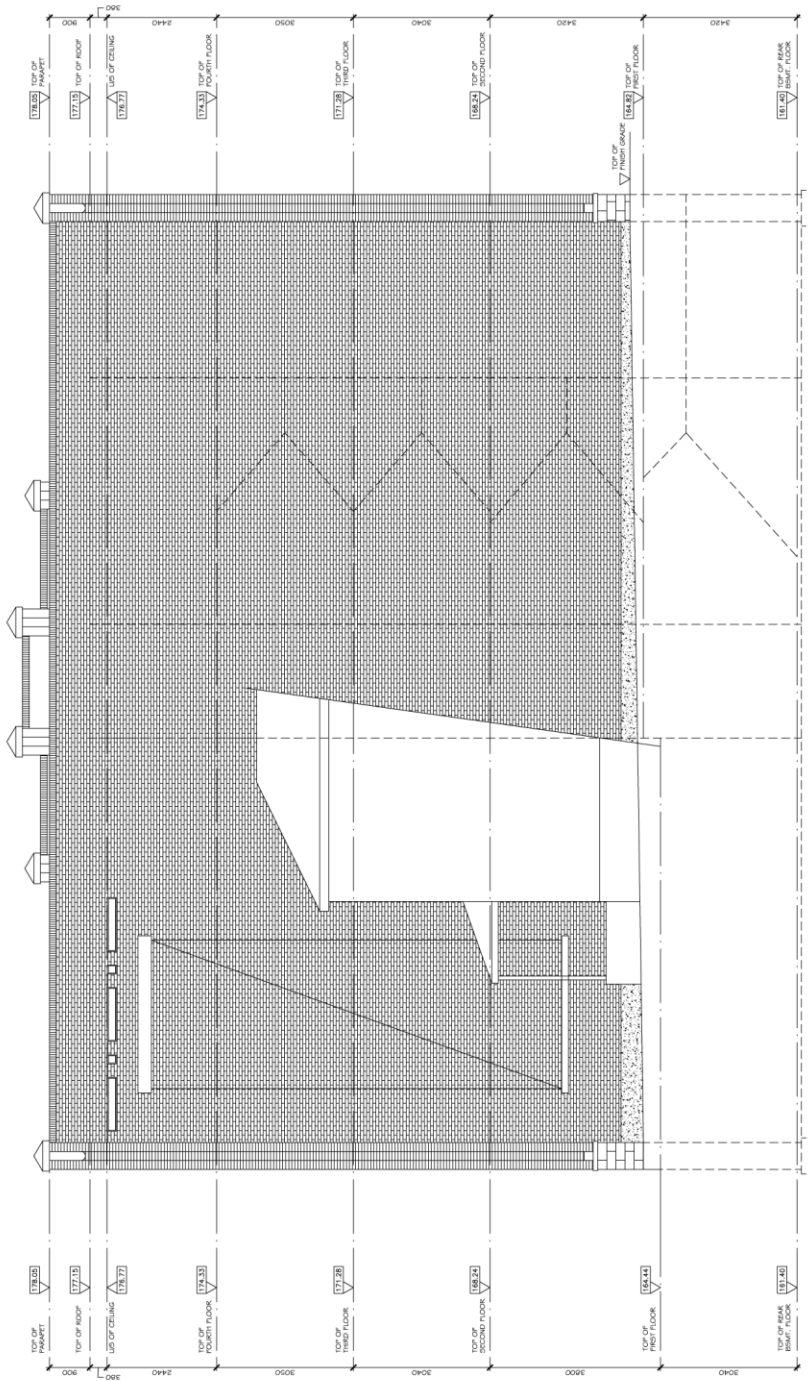 380
900
2440
3050
3040
3420
3420
TOP OF
PARAPET
178.05
TOP OF ROOF
177.15
U/S OF CEILING
176.77
TOP OF
FOURTH FLOOR
174.33
TOP OF
THIRD FLOOR
171.28
TOP OF
SECOND FLOOR
168.24
TOP OF
FIRST FLOOR
164.82
TOP OF REAR
BSMT. FLOOR
161.40
TOP OF
FINISH GRADE
178.05
177.15
176.77
174.33
171.28
168.24
164.44
161.40
TOP OF
PARAPET
TOP OF ROOF
U/S OF CEILING
TOP OF
FOURTH FLOOR
TOP OF
THIRD FLOOR
TOP OF
SECOND FLOOR
TOP OF
FIRST FLOOR
TOP OF REAR
BSMT. FLOOR
900
380
2440
3050
3040
3800
3040